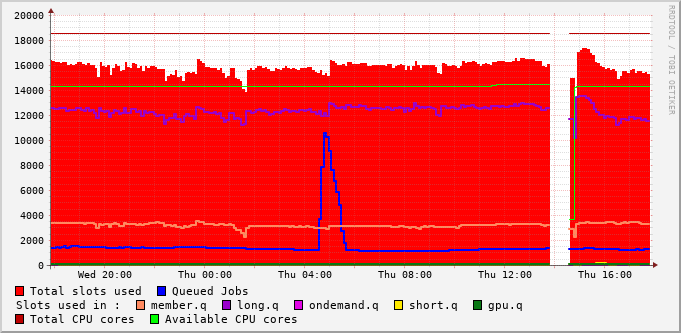 20000
18000
16000
14000
12000
10000
8000
6000
4000
2000
0
Wed 20:00 Thu 00:00 Thu 04:00 Thu 08:00 Thu 12:00 Thu 16:00
RRDTOOL / TOBI OETIKER
Total slots used Queued Jobs
Slots used in : member.q long.q ondemand.q short.q gpu.q
Total CPU cores Available CPU cores